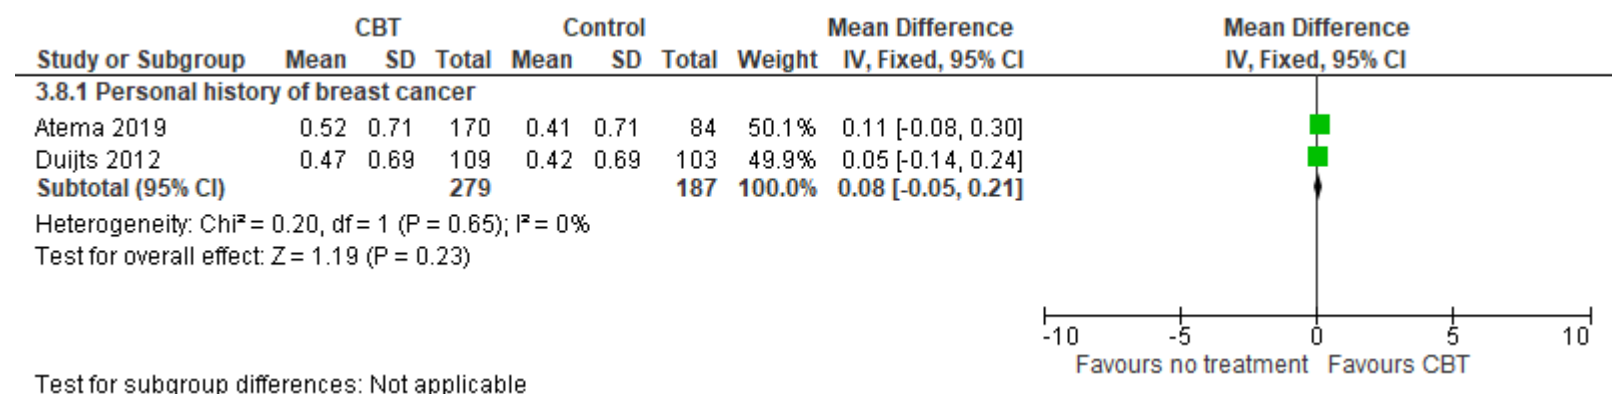 CBT Control Mean Difference Mean Difference
Study or Subgroup Mean SD Total Mean SD Total Weight IV, Fixed, 95% CI IV, Fixed, 95% CI
3.8.1 Personal history of breast cancer
Atema 2019 0.52 0.71 170 0.41 0.71 84 50.1% 0.11 [-0.08, 0.30]
Duijts 2012 0.47 0.69 109 0.42 0.69 103 49.9% 0.05 [-0.14, 0.24]
Subtotal (95% CI) 279 187 100.0% 0.08 [-0.05, 0.21]
Heterogeneity: Chi² = 0.20, df = 1 (P = 0.65); I² = 0%
Test for overall effect: Z = 1.19 (P = 0.23)
-10 -5 0 5 10
Favours no treatment Favours CBT
Test for subgroup differences: Not applicable